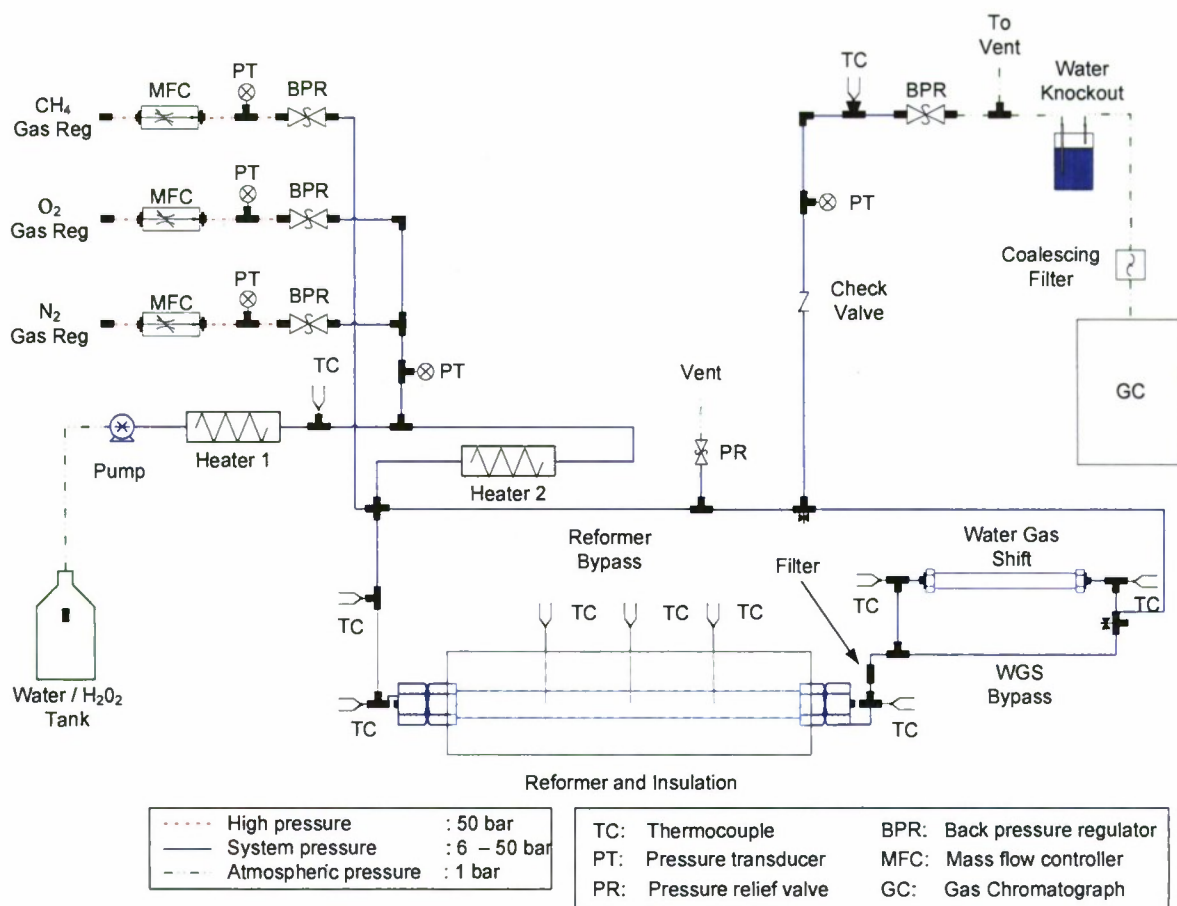 To
Vent
TC
BPR
Water
Knockout
PT
CH₄
Gas Reg
MFC
BPR
PT
O₂
Gas Reg
MFC
BPR
PT
Coalescing
Filter
PT
N₂
Gas Reg
MFC
BPR
Check
Valve
TC
PT
Vent
GC
Pump
Heater 1
PR
Heater 2
Reformer
Bypass
Water Gas
Shift
Filter
TC
TC
TC
TC
TC
TC
WGS
Bypass
Water / H₂0₂
Tank
TC
TC
Reformer and Insulation
High pressure : 50 bar
System pressure : 6 – 50 bar
Atmospheric pressure : 1 bar
TC: Thermocouple
PT: Pressure transducer
PR: Pressure relief valve
BPR: Back pressure regulator
MFC: Mass flow controller
GC: Gas Chromatograph